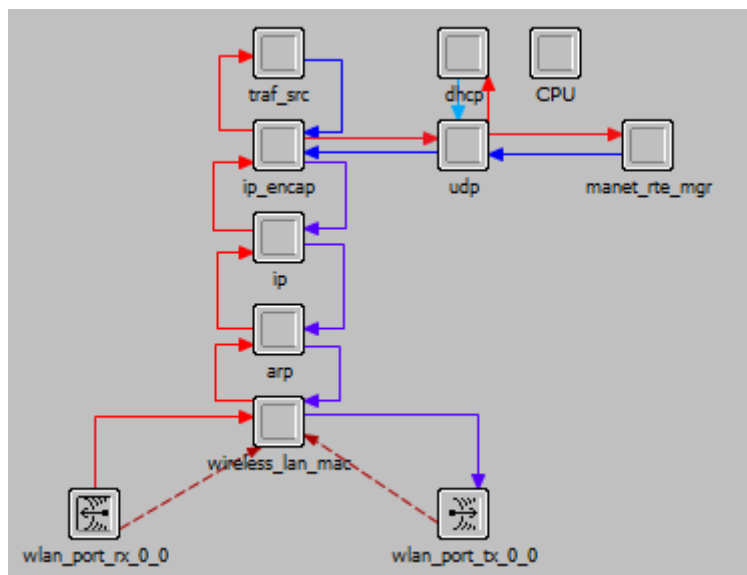 traf_src
dhcp
CPU
ip_encap
udp
manet_rte_mgr
ip
arp
wireless_lan_mac
wlan_port_rx_0_0
wlan_port_tx_0_0